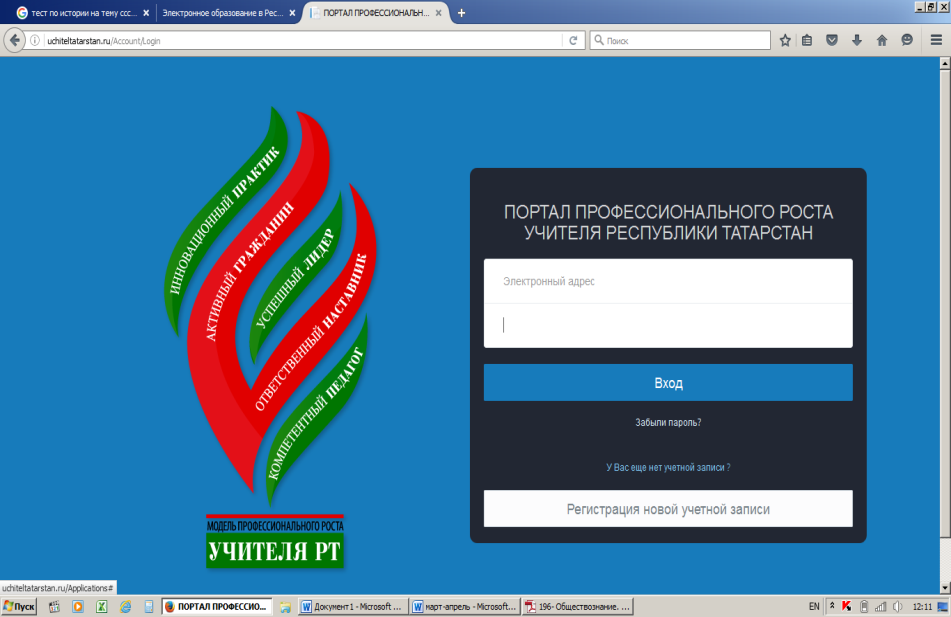 тест по истории на тему ссс...
Электронное образование в Рес...
ПОРТАЛ ПРОФЕССИОНАЛЬН...
uchiteltatarstan.ru/Account/Login
Поиск
ИННОВАЦИОННЫЙ ПРАКТИК
АКТИВНЫЙ ГРАЖДАНИН
УСПЕШНЫЙ ЛИДЕР
ОТВЕТСТВЕННЫЙ НАСТАВНИК
КОМПЕТЕНТНЫЙ ПЕДАГОГ
МОДЕЛЬ ПРОФЕССИОНАЛЬНОГО РОСТА
УЧИТЕЛЯ РТ
ПОРТАЛ ПРОФЕССИОНАЛЬНОГО РОСТА
УЧИТЕЛЯ РЕСПУБЛИКИ ТАТАРСТАН
Электронный адрес
Вход
Забыли пароль?
У Вас еще нет учетной записи ?
Регистрация новой учетной записи
uchiteltatarstan.ru/Applications#
Пуск
ПОРТАЛ ПРОФЕССИО...
Документ1 - Microsoft ...
март-апрель - Microsoft...
196- Обществознание. ...
EN
12:11